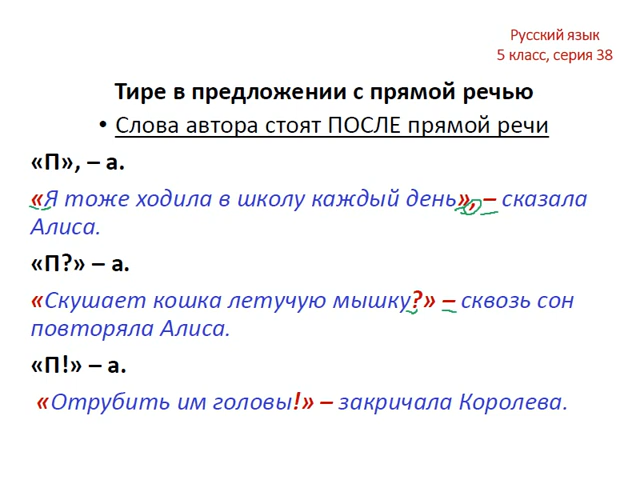 Русский язык
5 класс, серия 38
Тире в предложении с прямой речью
• Слова автора стоят ПОСЛЕ прямой речи
«П», – а.
«Я тоже ходила в школу каждый день», – сказала
Алиса.
«П?» – а.
«Скушает кошка летучую мышку?» – сквозь сон
повторяла Алиса.
«П!» – а.
«Отрубить им головы!» – закричала Королева.